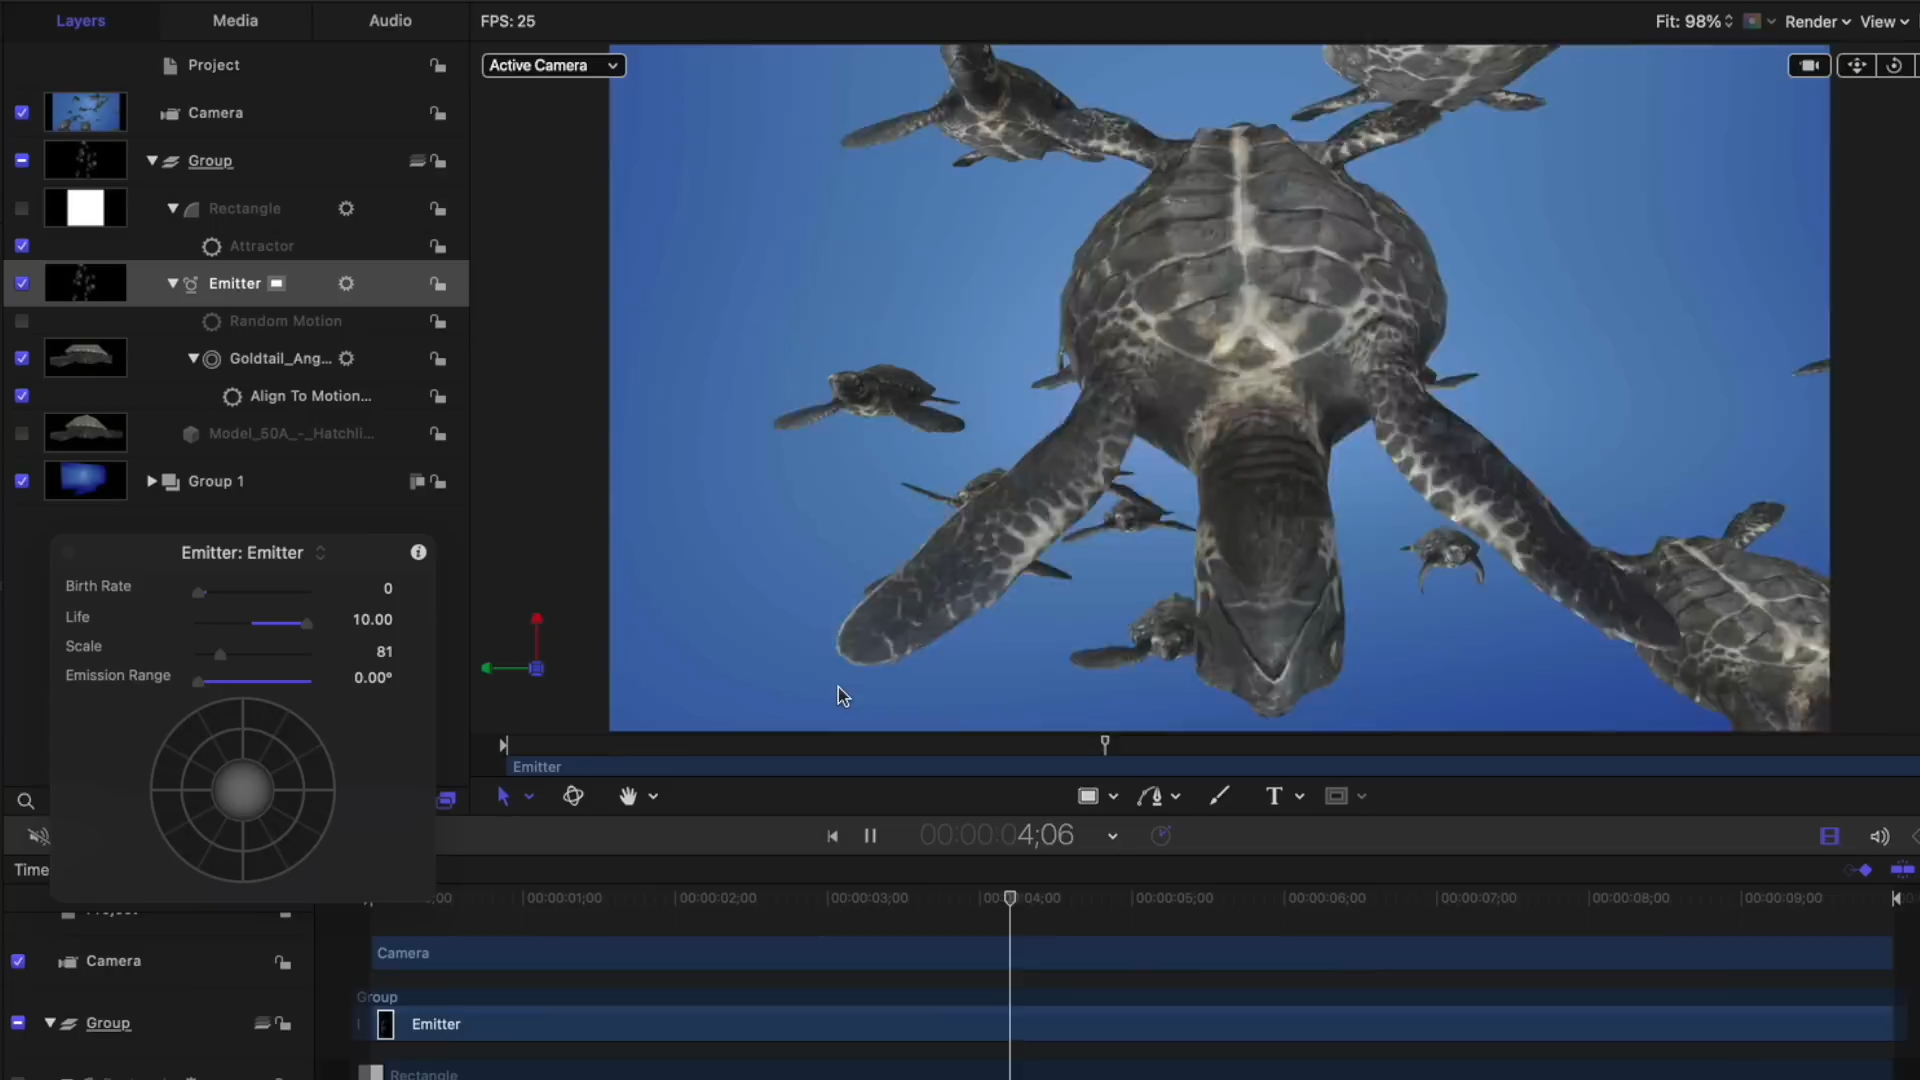 Layers
Media
Audio
FPS: 25
Fit: 98%
Render
View
Active Camera
Project
Camera
Group
Rectangle
Attractor
Emitter
Random Motion
Goldtail_Ang...
Align To Motion...
Model_50A_-_Hatchli...
Group 1
Emitter: Emitter
Birth Rate
0
Life
10.00
Scale
81
Emission Range
0.00°
Emitter
T
00:00:04;06
Time
00:00:01;00
00:00:02;00
00:00:03;00
04;00
00:00:05;00
00:00:06;00
00:00:07;00
00:00:08;00
00:00:09;00
Camera
Camera
Group
Group
Emitter
Rectangle